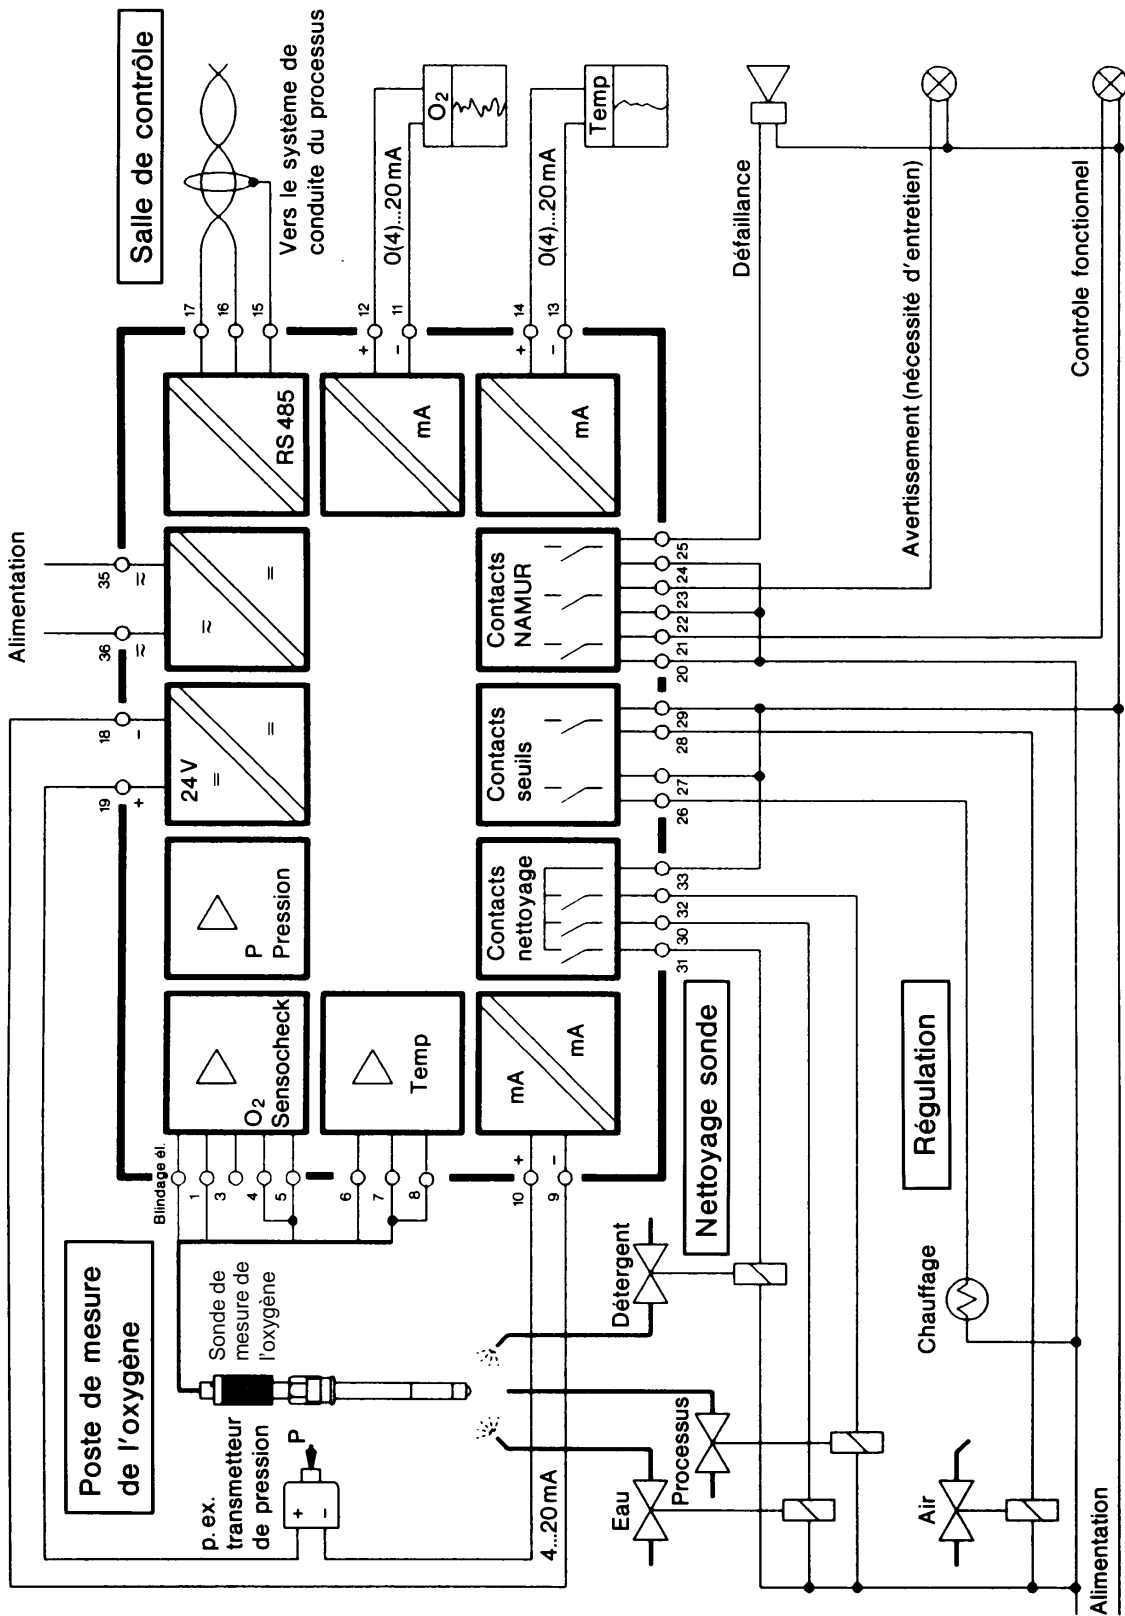 Poste de mesure
de l'oxygène
p. ex.
transmetteur
de pression
P
+
-
4...20 mA
Sonde de
mesure de
l'oxygène
Blindage él.
1
3
4
5
6
7
8
10
+
9
-
O2
Sensocheck
Temp
mA
mA
P
Pression
19
+
18
-
24 V
=
=
Alimentation
36
≈
35
≈
≈
=
RS 485
17
16
15
Salle de contrôle
Vers le système de
conduite du processus
mA
12
+
11
-
0(4)...20 mA
O2
mA
14
+
13
-
0(4)...20 mA
Temp
Contacts
nettoyage
31
30
32
33
Contacts
seuils
26
27
28
29
Contacts
NAMUR
20
21
22
23
24
25
Défaillance
Avertissement (nécessité d'entretien)
Contrôle fonctionnel
Nettoyage sonde
Détergent
Eau
Processus
Régulation
Chauffage
Air
Alimentation